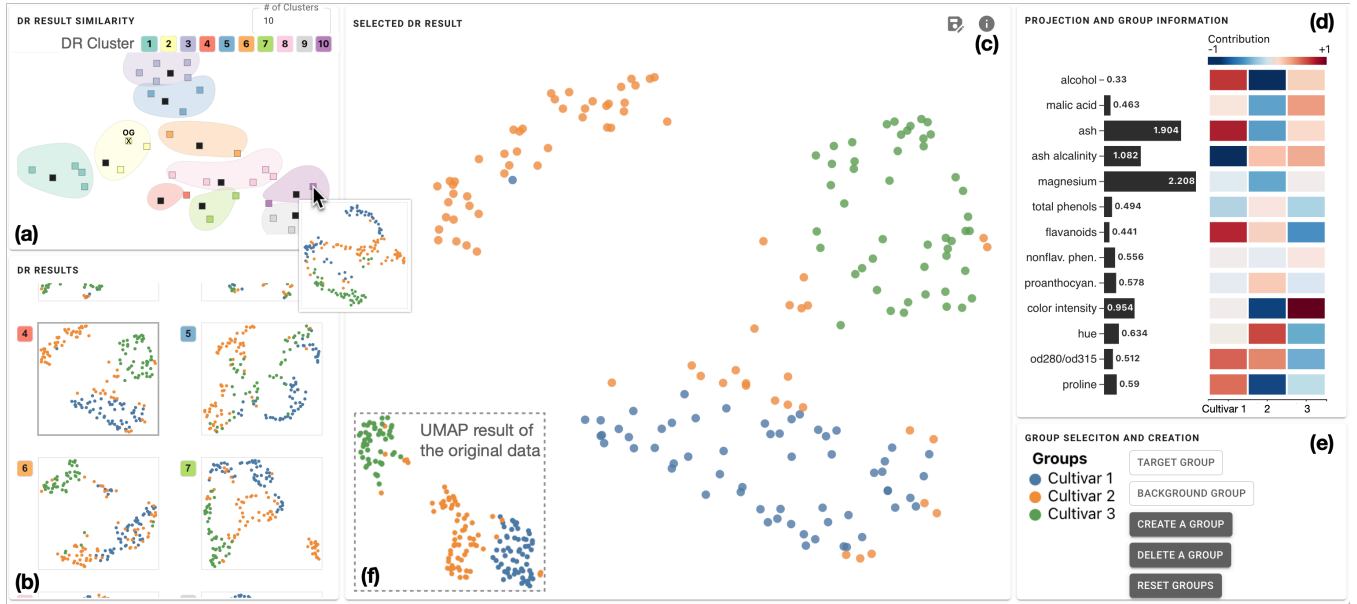 DR RESULT SIMILARITY
# of Clusters
10
DR Cluster 1 2 3 4 5 6 7 8 9 10
OG
X
(a)
DR RESULTS
4
5
6
7
(b)
SELECTED DR RESULT
(c)
UMAP result of
the original data
(f)
PROJECTION AND GROUP INFORMATION
(d)
Contribution
-1 +1
alcohol 0.33
malic acid 0.463
ash 1.904
ash alcalinity 1.082
magnesium 2.208
total phenols 0.494
flavanoids 0.441
nonflav. phen. 0.556
proanthocyan. 0.578
color intensity 0.954
hue 0.634
od280/od315 0.512
proline 0.59
Cultivar 1 2 3
GROUP SELECITON AND CREATION
(e)
Groups
Cultivar 1
Cultivar 2
Cultivar 3
TARGET GROUP
BACKGROUND GROUP
CREATE A GROUP
DELETE A GROUP
RESET GROUPS